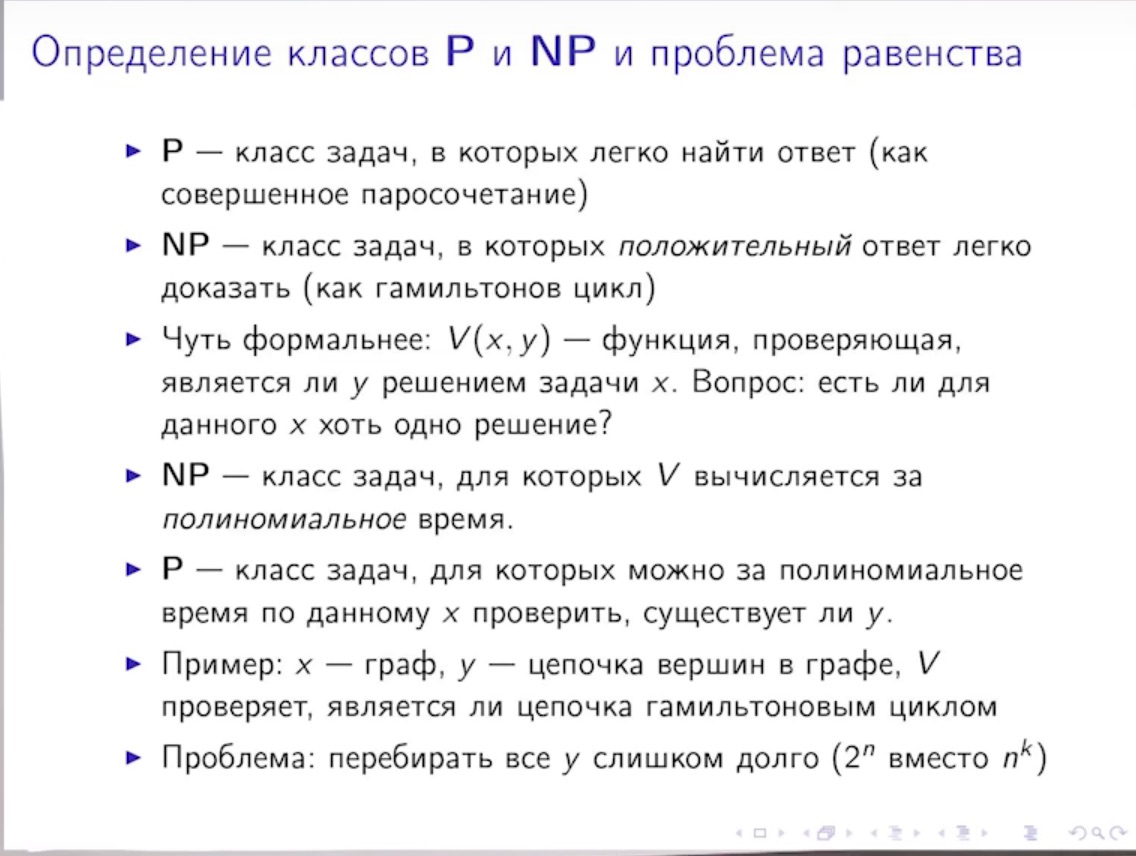 Определение классов P и NP и проблема равенства
P — класс задач, в которых легко найти ответ (как
совершенное паросочетание)
NP — класс задач, в которых положительный ответ легко
доказать (как гамильтонов цикл)
Чуть формальнее: V(x, y) — функция, проверяющая,
является ли y решением задачи x. Вопрос: есть ли для
данного x хоть одно решение?
NP — класс задач, для которых V вычисляется за
полиномиальное время.
P — класс задач, для которых можно за полиномиальное
время по данному x проверить, существует ли y.
Пример: x — граф, y — цепочка вершин в графе, V
проверяет, является ли цепочка гамильтоновым циклом
Проблема: перебирать все y слишком долго (2ⁿ вместо nᵏ)